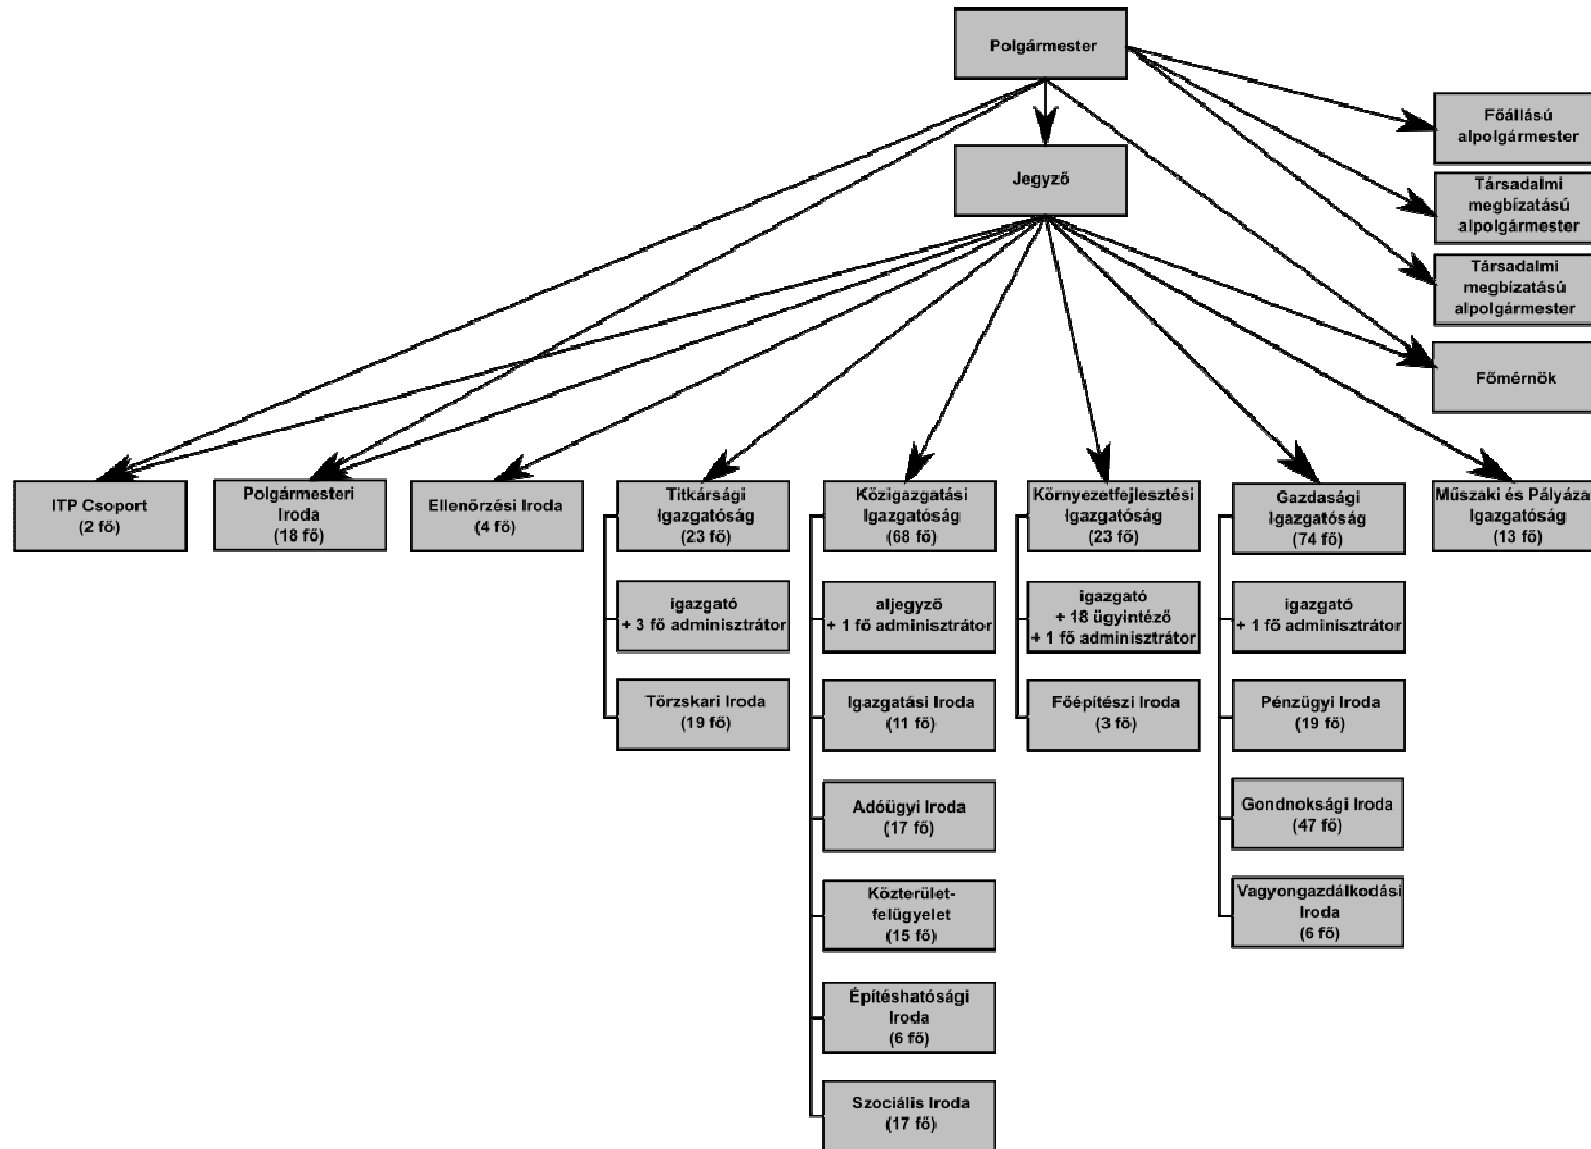 Polgármester
Főállású
alpolgármester
Jegyző
Társadalmi
megbízatású
alpolgármester
Társadalmi
megbízatású
alpolgármester
Főmérnök
ITP Csoport
(2 fő)
Polgármesteri
Iroda
(18 fő)
Ellenőrzési Iroda
(4 fő)
Titkársági
Igazgatóság
(23 fő)
Közigazgatási
Igazgatóság
(68 fő)
Környezetfejlesztési
Igazgatóság
(23 fő)
Gazdasági
Igazgatóság
(74 fő)
Műszaki és Pályáza
Igazgatóság
(13 fő)
igazgató
+ 3 fő adminisztrátor
aljegyző
+ 1 fő adminisztrátor
igazgató
+ 18 ügyintéző
+ 1 fő adminisztrátor
igazgató
+ 1 fő adminisztrátor
Törzskari Iroda
(19 fő)
Igazgatási Iroda
(11 fő)
Főépítészi Iroda
(3 fő)
Pénzügyi Iroda
(19 fő)
Adóügyi Iroda
(17 fő)
Gondnoksági Iroda
(47 fő)
Közterület-
felügyelet
(15 fő)
Vagyongazdálkodási
Iroda
(6 fő)
Építéshatósági
Iroda
(6 fő)
Szociális Iroda
(17 fő)